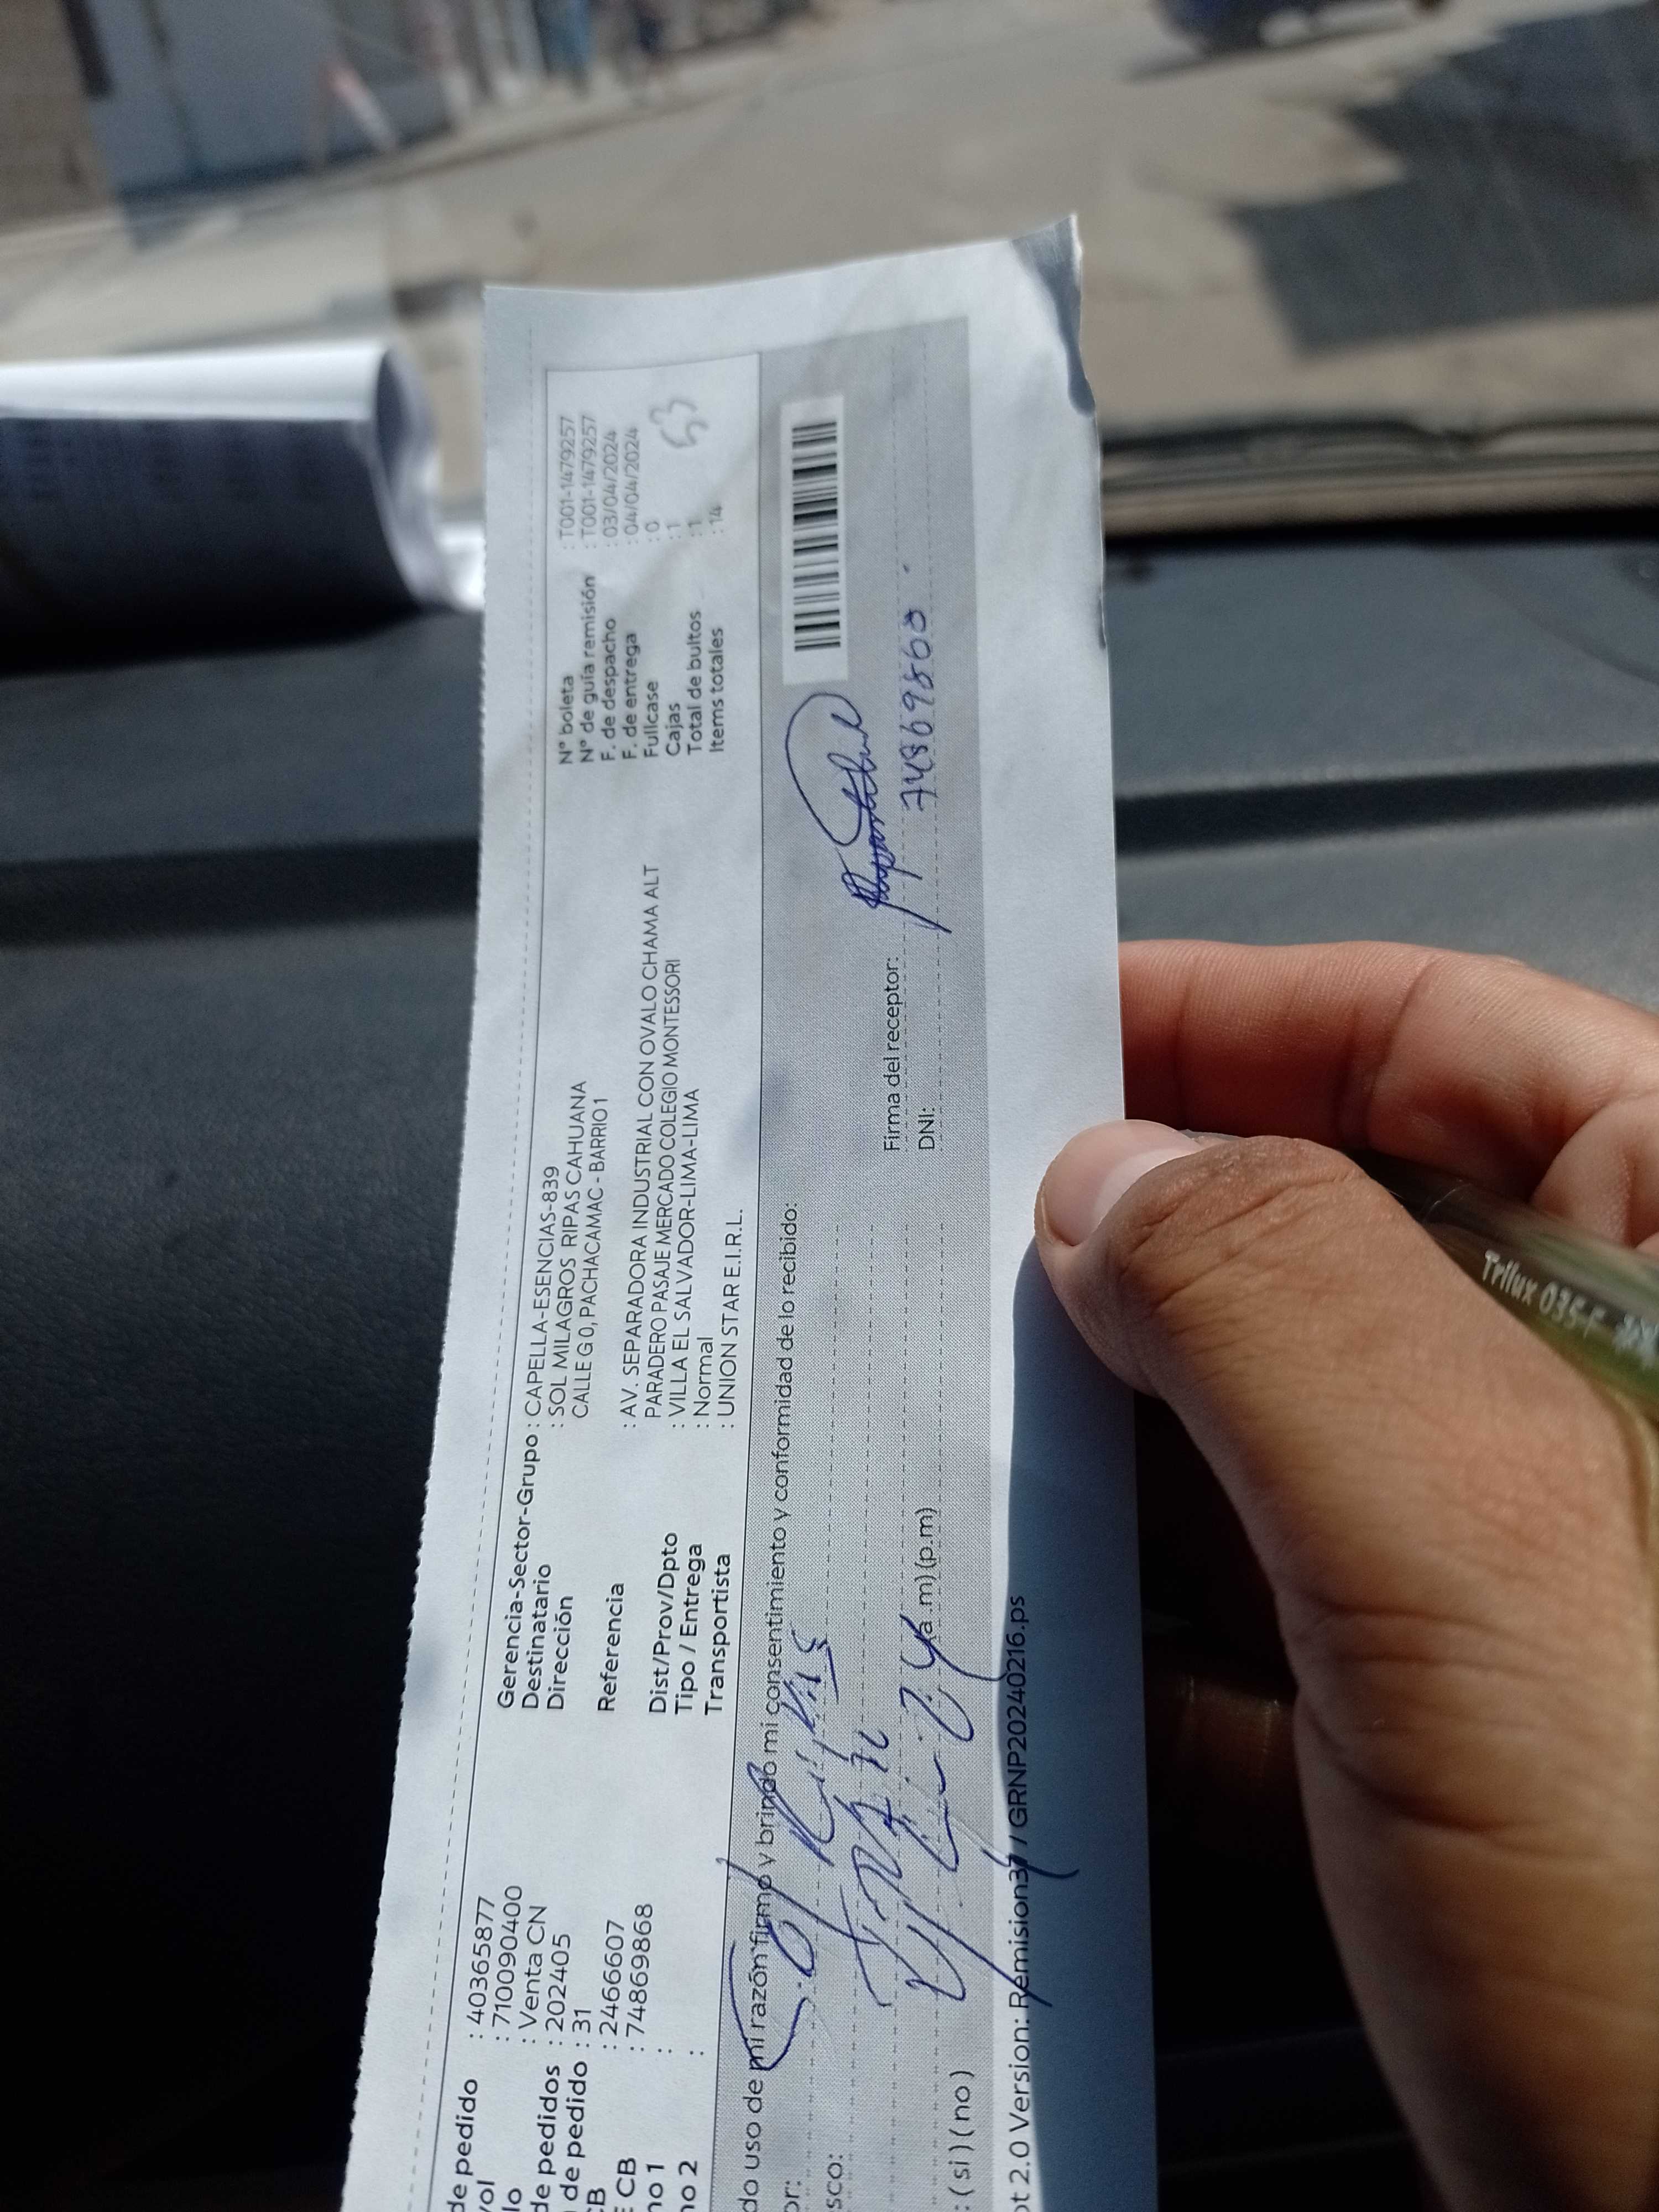 de pedido : 40365877
vol : 710090400
lo : Venta CN
de pedidos : 202405
de pedido : 31
CB : 2466607
E CB : 74869868
no 1 :
no 2 :
Gerencia-Sector-Grupo : CAPELLA-ESENCIAS-839
Destinatario : SOL MILAGROS RIPAS CAHUANA
Dirección CALLE G 0, PACHACAMAC - BARRIO 1
Referencia : AV. SEPARADORA INDUSTRIAL CON OVALO CHAMA ALT
PARADERO PASAJE MERCADO COLEGIO MONTESSORI
Dist/Prov/Dpto : VILLA EL SALVADOR-LIMA-LIMA
Tipo / Entrega : Normal
Transportista : UNION STAR E.I.R.L.
N° boleta : T001-1479257
N° de guía remisión : T001-1479257
F. de despacho : 03/04/2024
F. de entrega : 04/04/2024
Fullcase : 0
Cajas : 1
Total de bultos : 1
Items totales : 14
53
do uso de mi razón firmo y brindo mi consentimiento y conformidad de lo recibido:
or: Sol Ripas
sco:
Firma del receptor:
DNI: 74869868
: (si) (no) (a.m) (p.m)
ot 2.0 Version: Remision37 / GRNP20240216.ps
Trilux 035-F